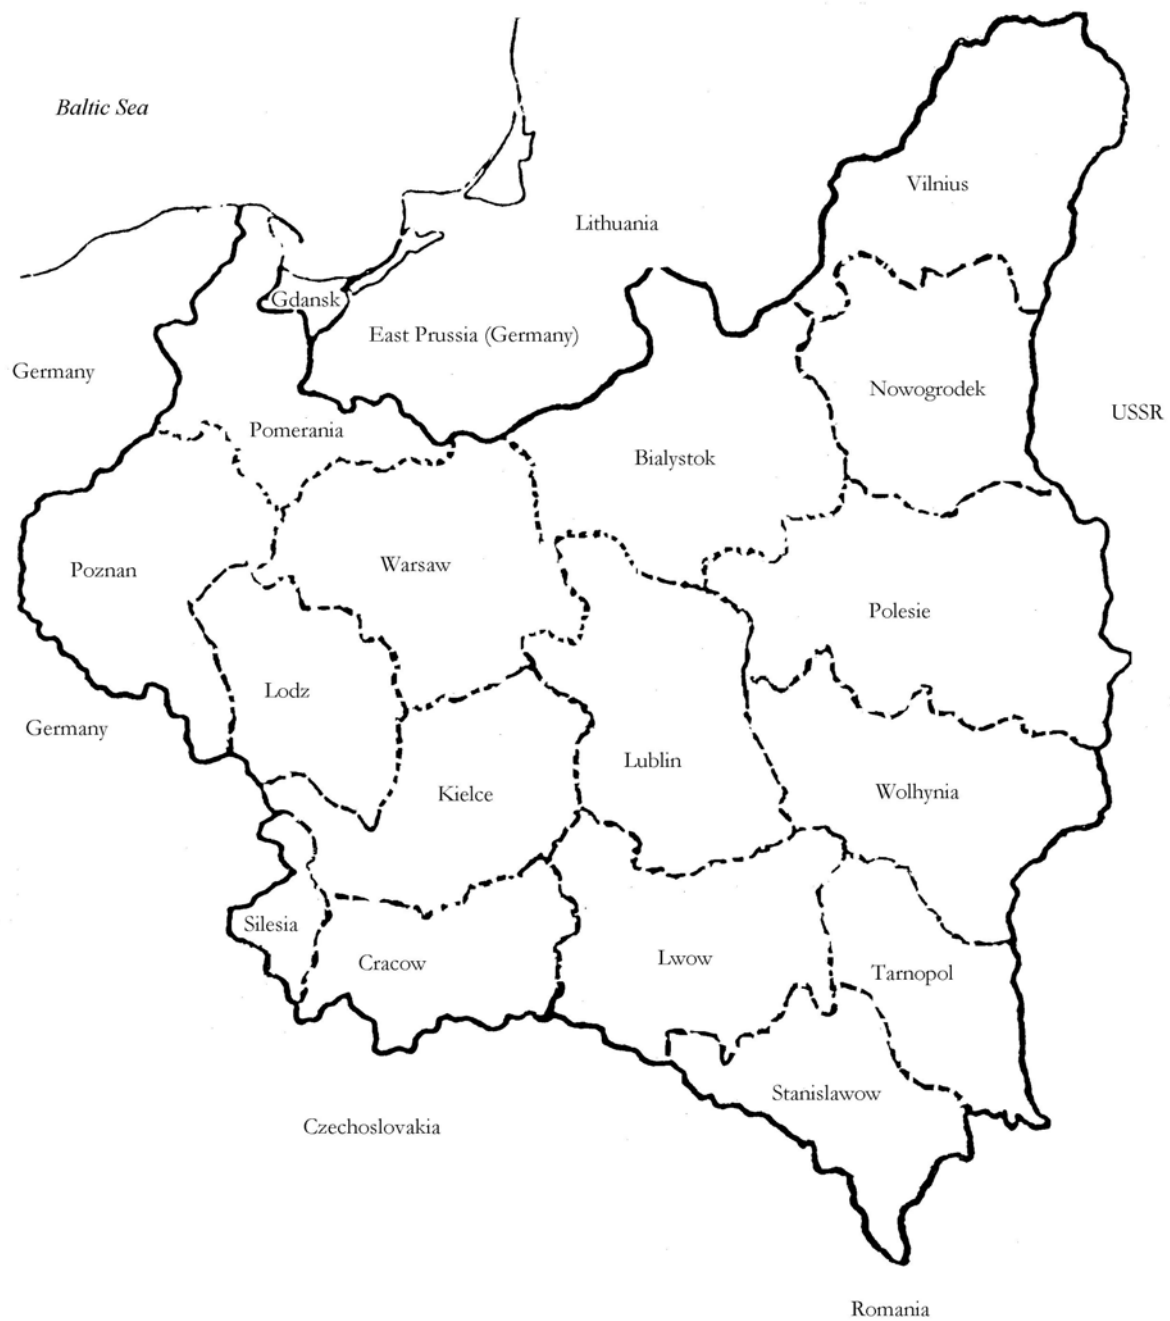 Baltic Sea
Vilnius
Lithuania
Gdansk
East Prussia (Germany)
Germany
Nowogrodek
USSR
Pomerania
Bialystok
Poznan
Warsaw
Polesie
Lodz
Germany
Lublin
Kielce
Wolhynia
Silesia
Cracow
Lwow
Tarnopol
Stanislawow
Czechoslovakia
Romania